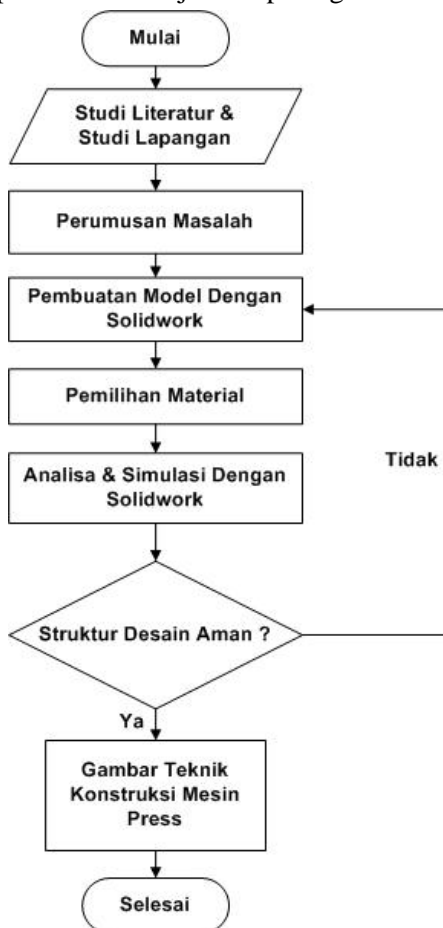 Mulai
Studi Literatur &
Studi Lapangan
Perumusan Masalah
Pembuatan Model Dengan
Solidwork
Pemilihan Material
Analisa & Simulasi Dengan
Solidwork
Tidak
Struktur Desain Aman ?
Ya
Gambar Teknik
Konstruksi Mesin
Press
Selesai